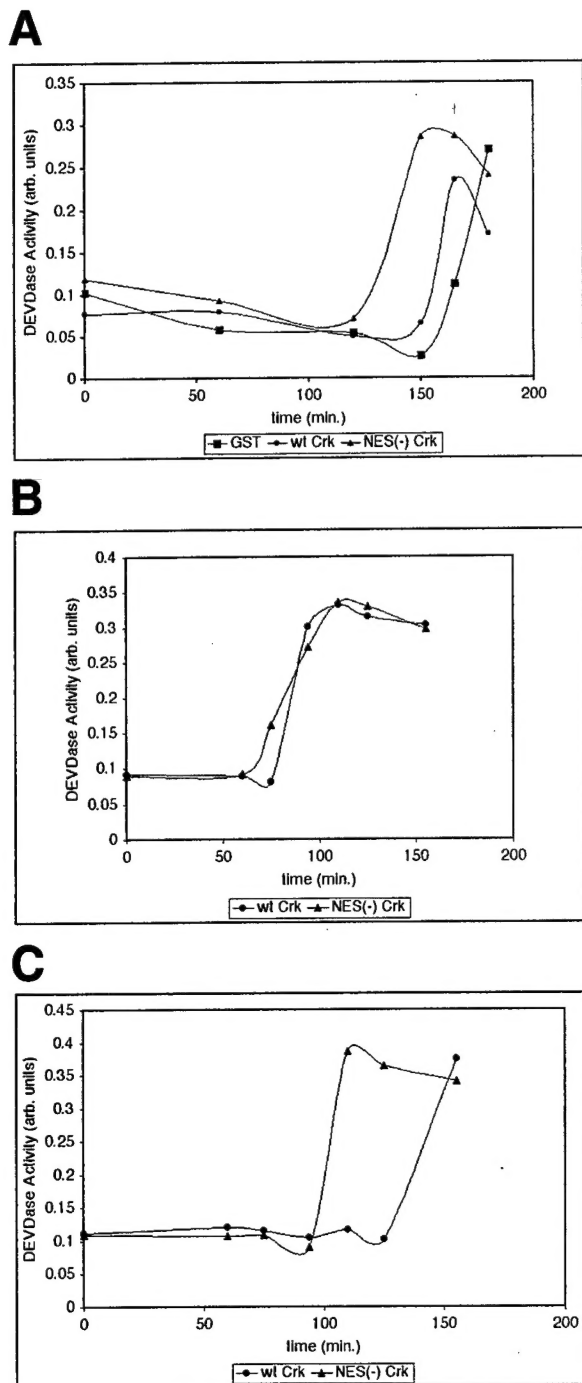 A
0.35
0.3
0.25
0.2
0.15
0.1
0.05
0
DEVDase Activity (arb. units)
0 50 100 150 200
time (min.)
GST wt Crk NES(-) Crk
B
0.4
0.35
0.3
0.25
0.2
0.15
0.1
0.05
0
DEVDase Activity (arb. units)
0 50 100 150 200
time (min.)
wt Crk NES(-) Crk
C
0.45
0.4
0.35
0.3
0.25
0.2
0.15
0.1
0.05
0
DEVDase Activity (arb. units)
0 50 100 150 200
time (min.)
wt Crk NES(-) Crk